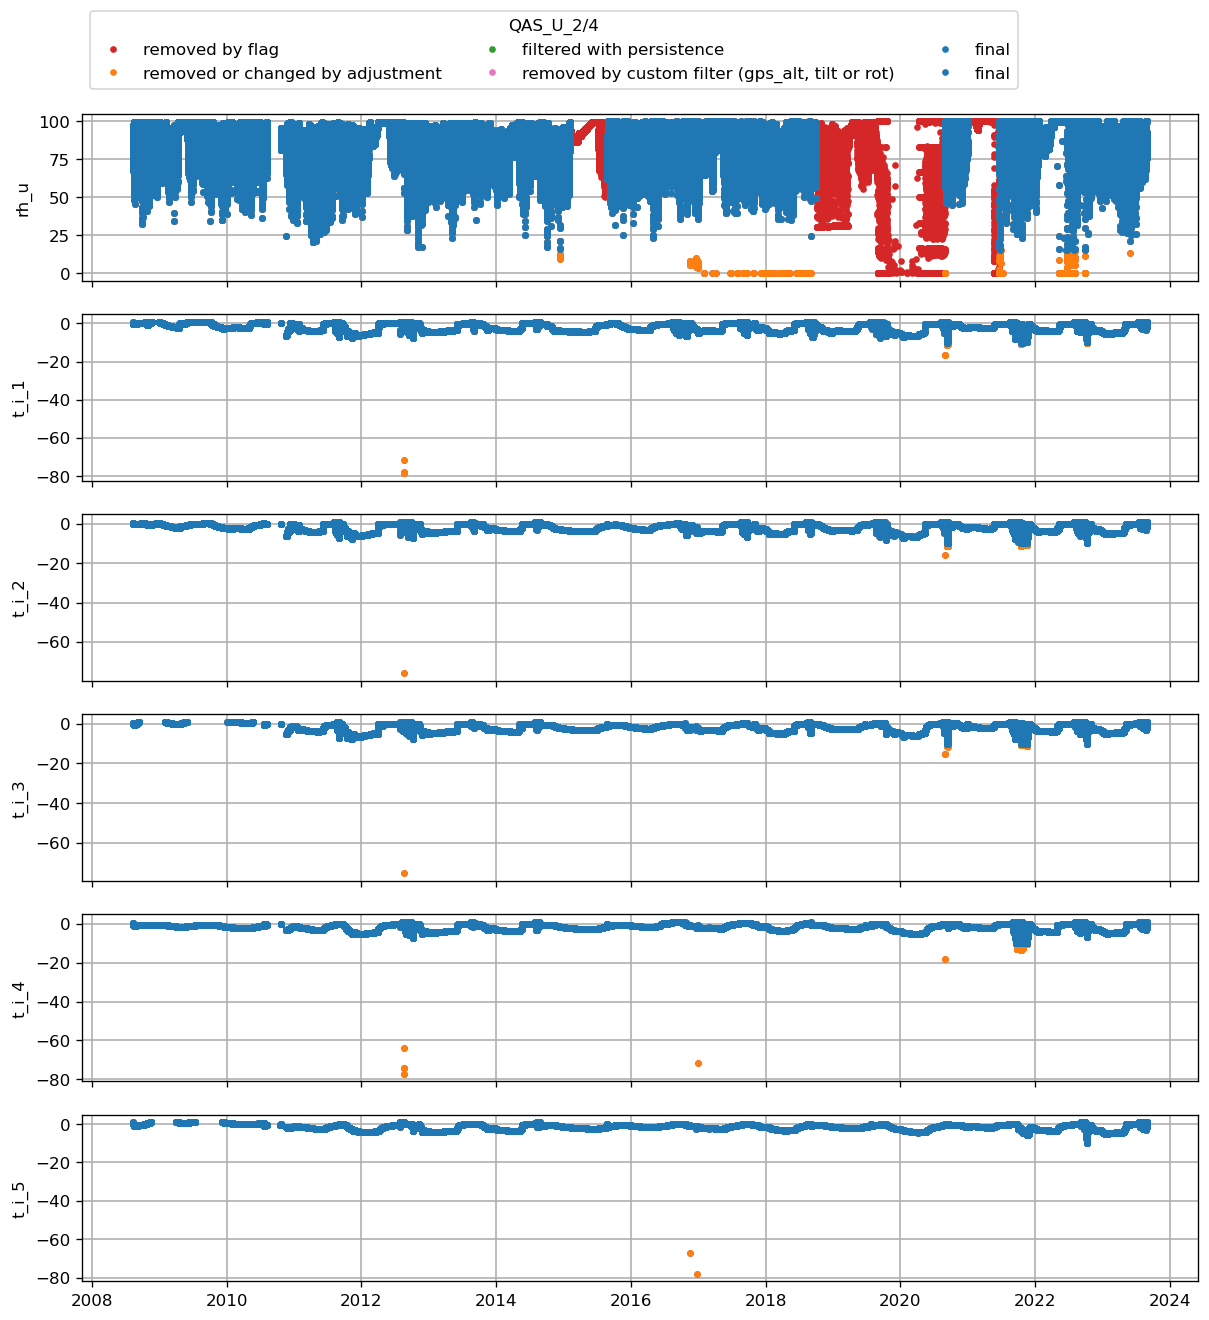 QAS_U_2/4
removed by flag filtered with persistence final
removed or changed by adjustment removed by custom filter (gps_alt, tilt or rot) final
100
75
50
25
0
rh_u
0
−20
−40
−60
−80
t_i_1
0
−20
−40
−60
t_i_2
0
−20
−40
−60
t_i_3
0
−20
−40
−60
−80
t_i_4
0
−20
−40
−60
−80
t_i_5
2008 2010 2012 2014 2016 2018 2020 2022 2024